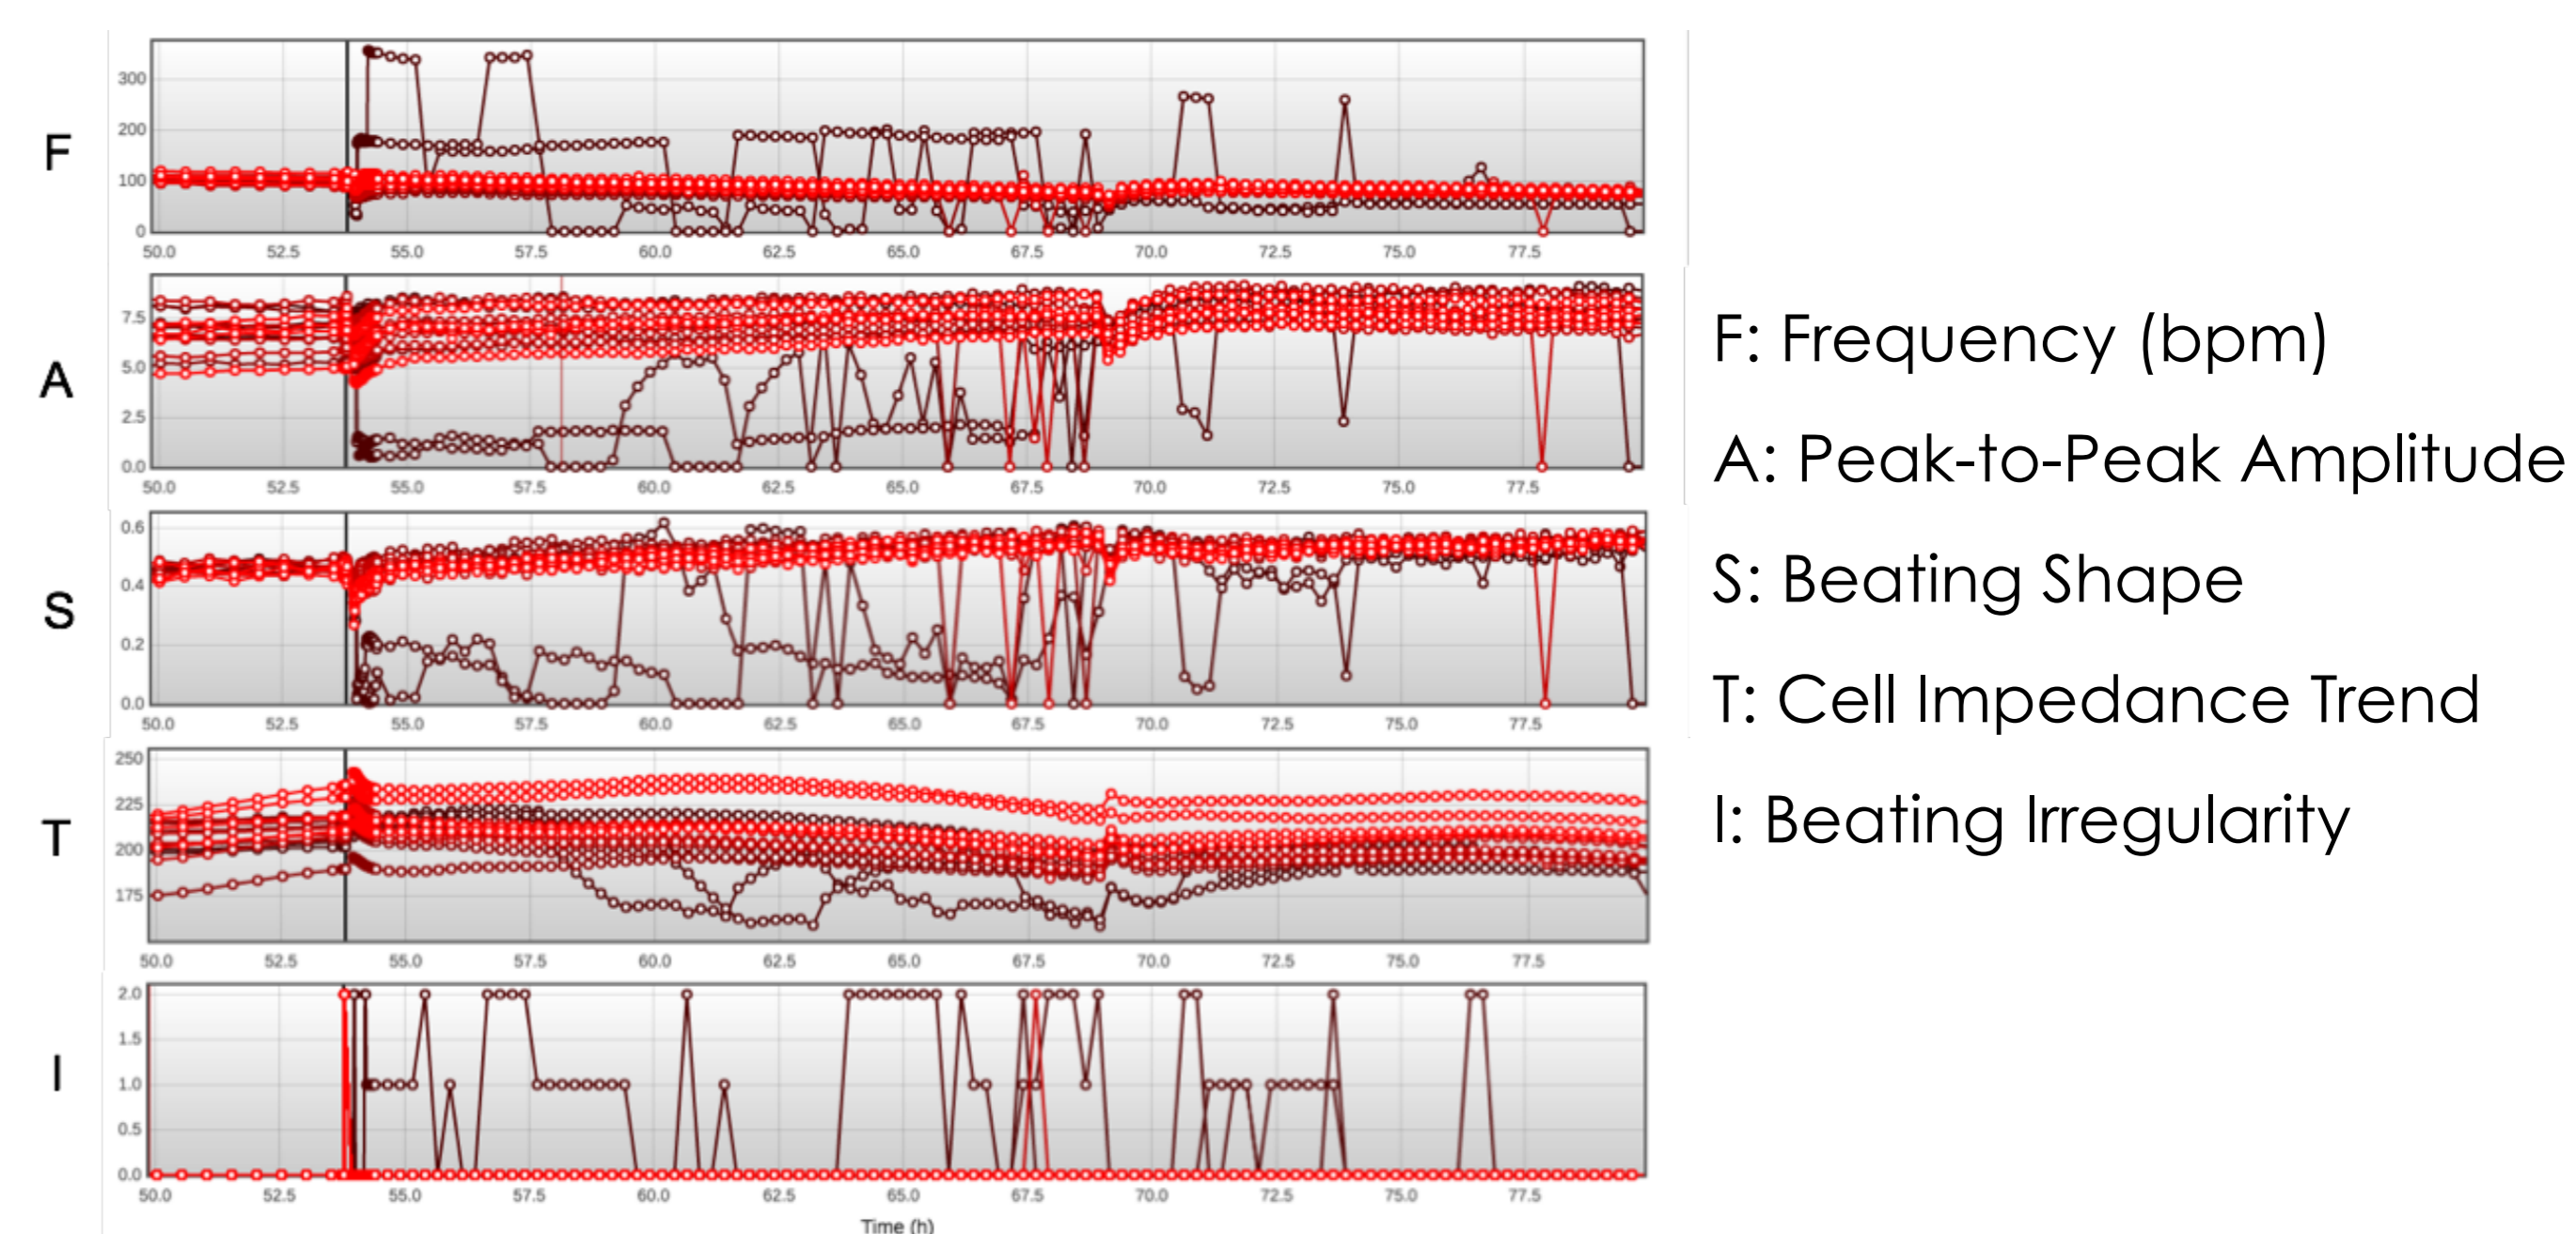 F
300
200
100
0
50.0 52.5 55.0 57.5 60.0 62.5 65.0 67.5 70.0 72.5 75.0 77.5
A
7.5
5.0
2.5
0.0
50.0 52.5 55.0 57.5 60.0 62.5 65.0 67.5 70.0 72.5 75.0 77.5
S
0.6
0.4
0.2
0.0
50.0 52.5 55.0 57.5 60.0 62.5 65.0 67.5 70.0 72.5 75.0 77.5
T
250
225
200
175
50.0 52.5 55.0 57.5 60.0 62.5 65.0 67.5 70.0 72.5 75.0 77.5
I
2.0
1.5
1.0
0.5
0.0
50.0 52.5 55.0 57.5 60.0 62.5 65.0 67.5 70.0 72.5 75.0 77.5
Time (h)
F: Frequency (bpm)
A: Peak-to-Peak Amplitude
S: Beating Shape
T: Cell Impedance Trend
I: Beating Irregularity